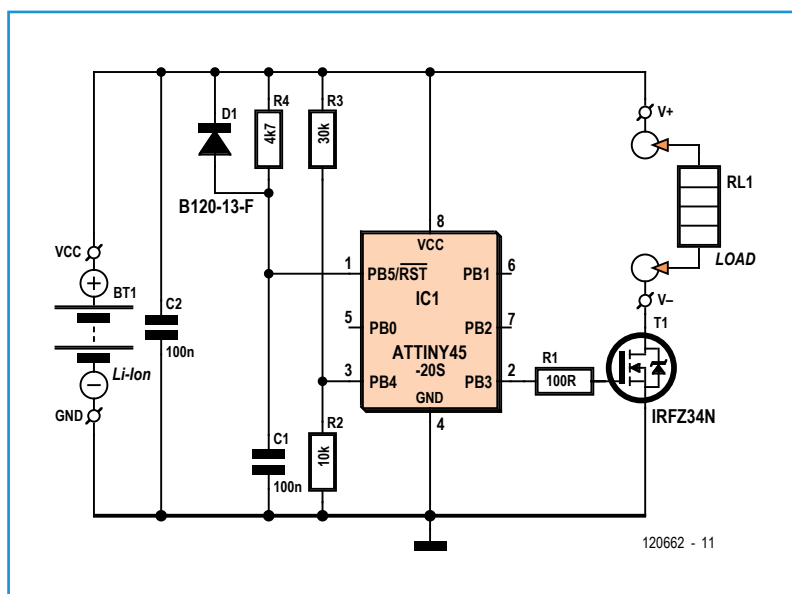 D1
R4
4k7
R3
30k
V+
RL1
B120-13-F
LOAD
8
VCC
VCC
+
BT1
C2
100n
Li-Ion
−
GND
1
PB5/RST
PB1
6
IC1
5
PB0
PB2
7
V−
T1
ATTINY45
-20S
3
PB4
PB3
2
R1
100R
GND
IRFZ34N
4
C1
100n
R2
10k
120662 - 11